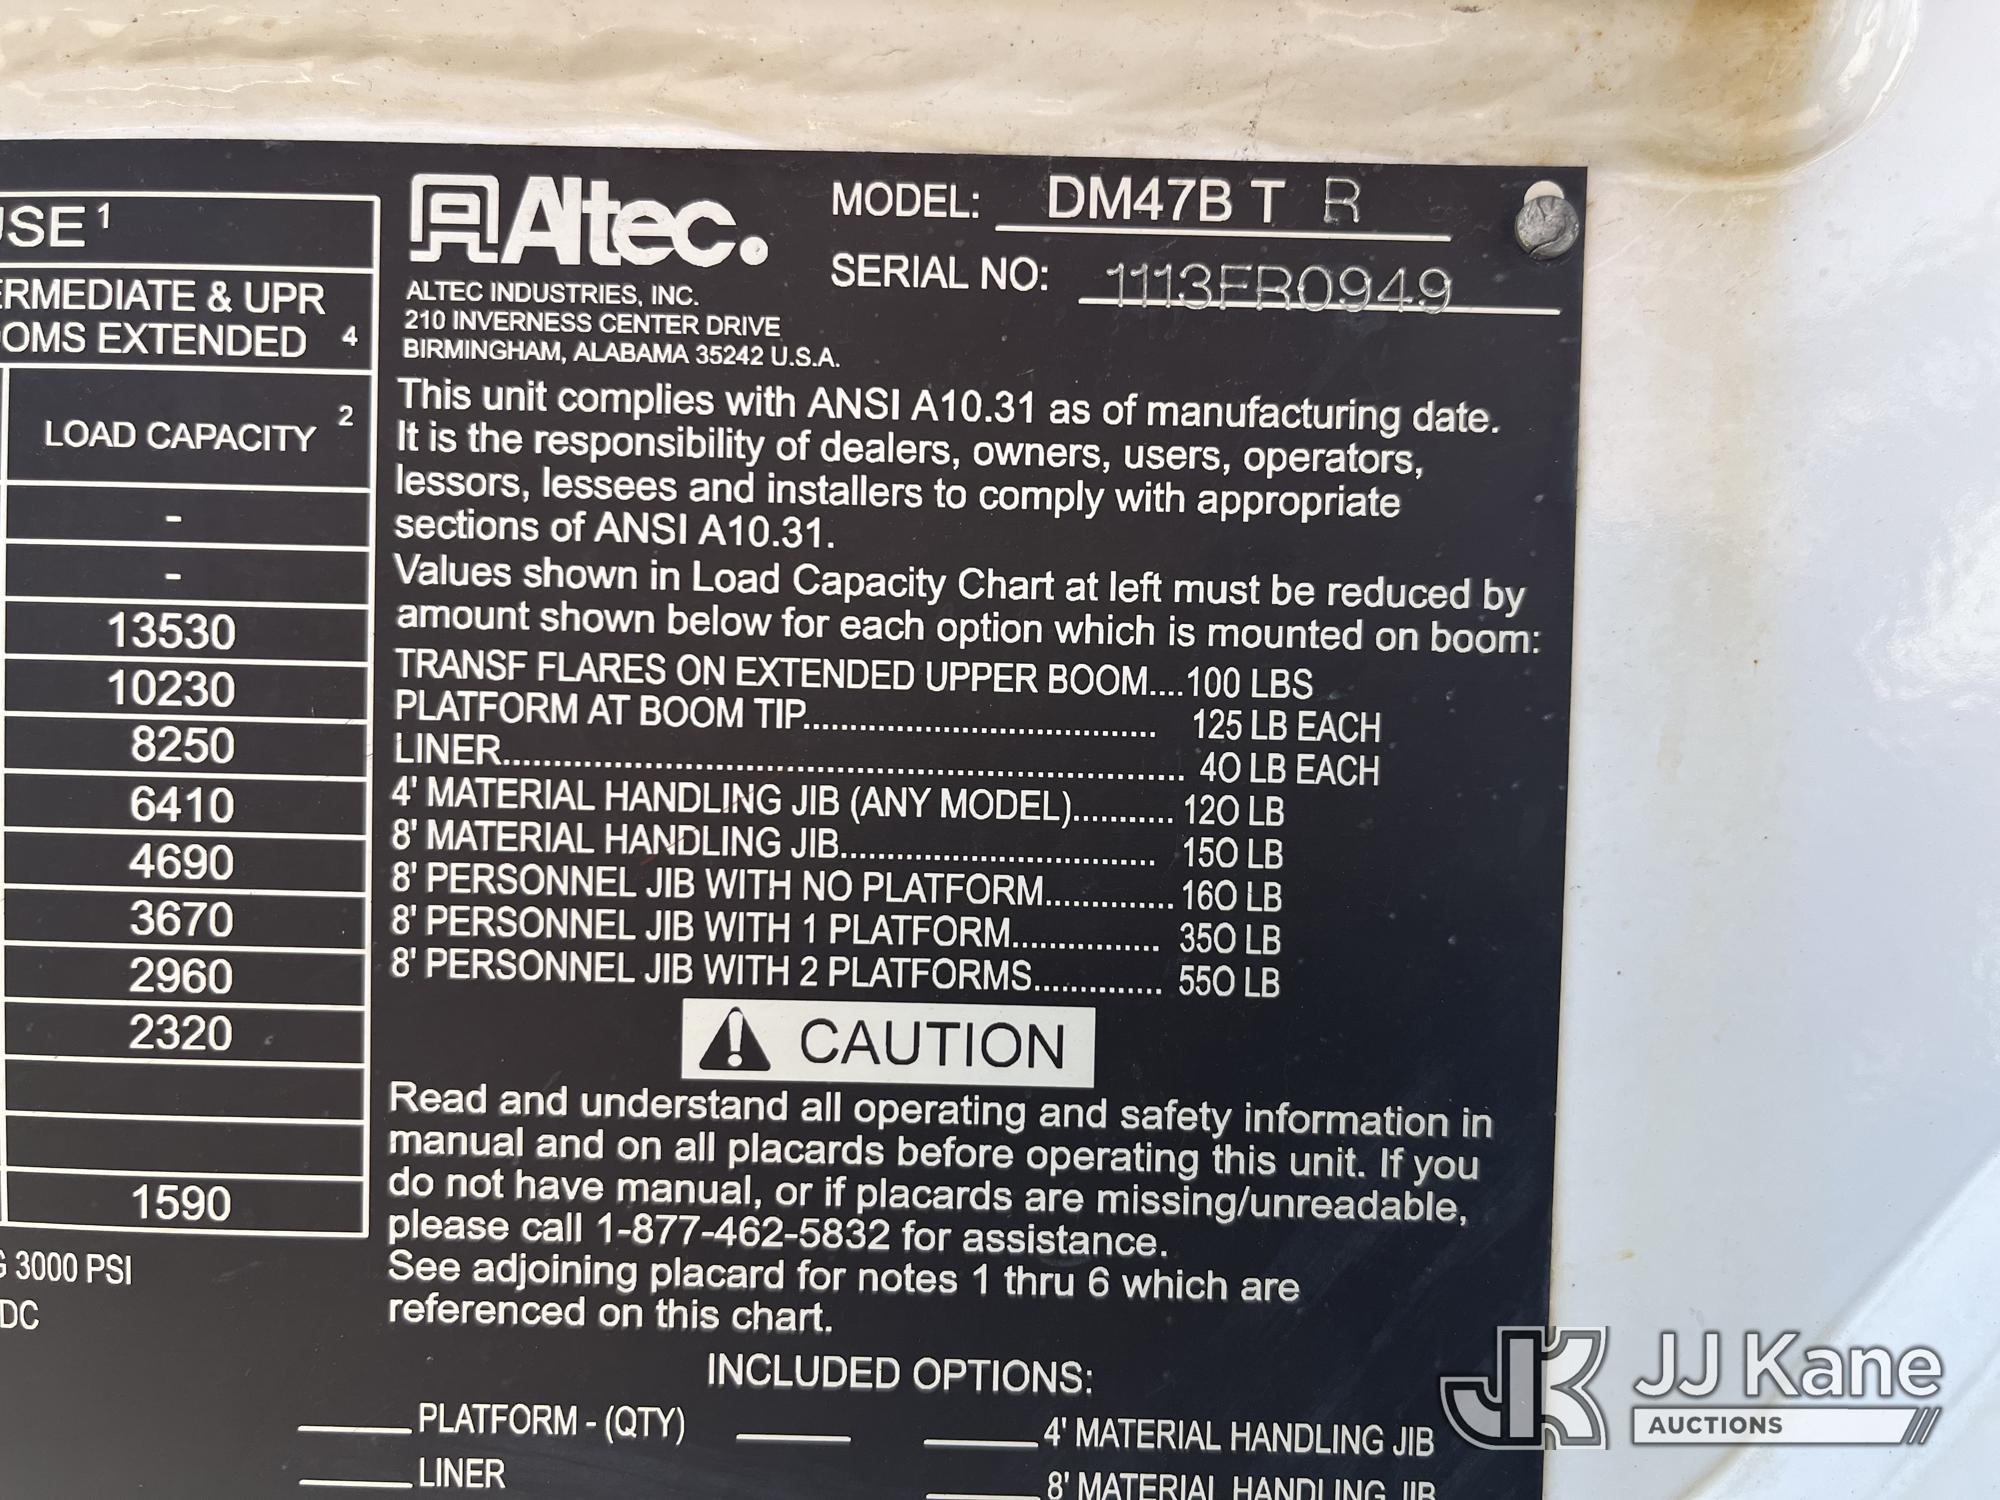 USE 1
ERMEDIATE & UPR
OOMS EXTENDED 4
LOAD CAPACITY 2
-
-
13530
10230
8250
6410
4690
3670
2960
2320
1590
3000 PSI
DC
Altec.
ALTEC INDUSTRIES, INC.
210 INVERNESS CENTER DRIVE
BIRMINGHAM, ALABAMA 35242 U.S.A.
MODEL: DM47B T R
SERIAL NO: 1113FR0949
This unit complies with ANSI A10.31 as of manufacturing date.
It is the responsibility of dealers, owners, users, operators,
lessors, lessees and installers to comply with appropriate
sections of ANSI A10.31.
Values shown in Load Capacity Chart at left must be reduced by
amount shown below for each option which is mounted on boom:
TRANSF FLARES ON EXTENDED UPPER BOOM....100 LBS
PLATFORM AT BOOM TIP..................................... 125 LB EACH
LINER........................................................................ 40 LB EACH
4' MATERIAL HANDLING JIB (ANY MODEL)........... 120 LB
8' MATERIAL HANDLING JIB................................. 150 LB
8' PERSONNEL JIB WITH NO PLATFORM.............. 160 LB
8' PERSONNEL JIB WITH 1 PLATFORM................ 350 LB
8' PERSONNEL JIB WITH 2 PLATFORMS.............. 550 LB
CAUTION
Read and understand all operating and safety information in
manual and on all placards before operating this unit. If you
do not have manual, or if placards are missing/unreadable,
please call 1-877-462-5832 for assistance.
See adjoining placard for notes 1 thru 6 which are
referenced on this chart.
INCLUDED OPTIONS:
____ PLATFORM - (QTY) ____
____ 4' MATERIAL HANDLING JIB
____ LINER
____ 8' MATERIAL HANDLING JIB
JK JJ Kane
AUCTIONS